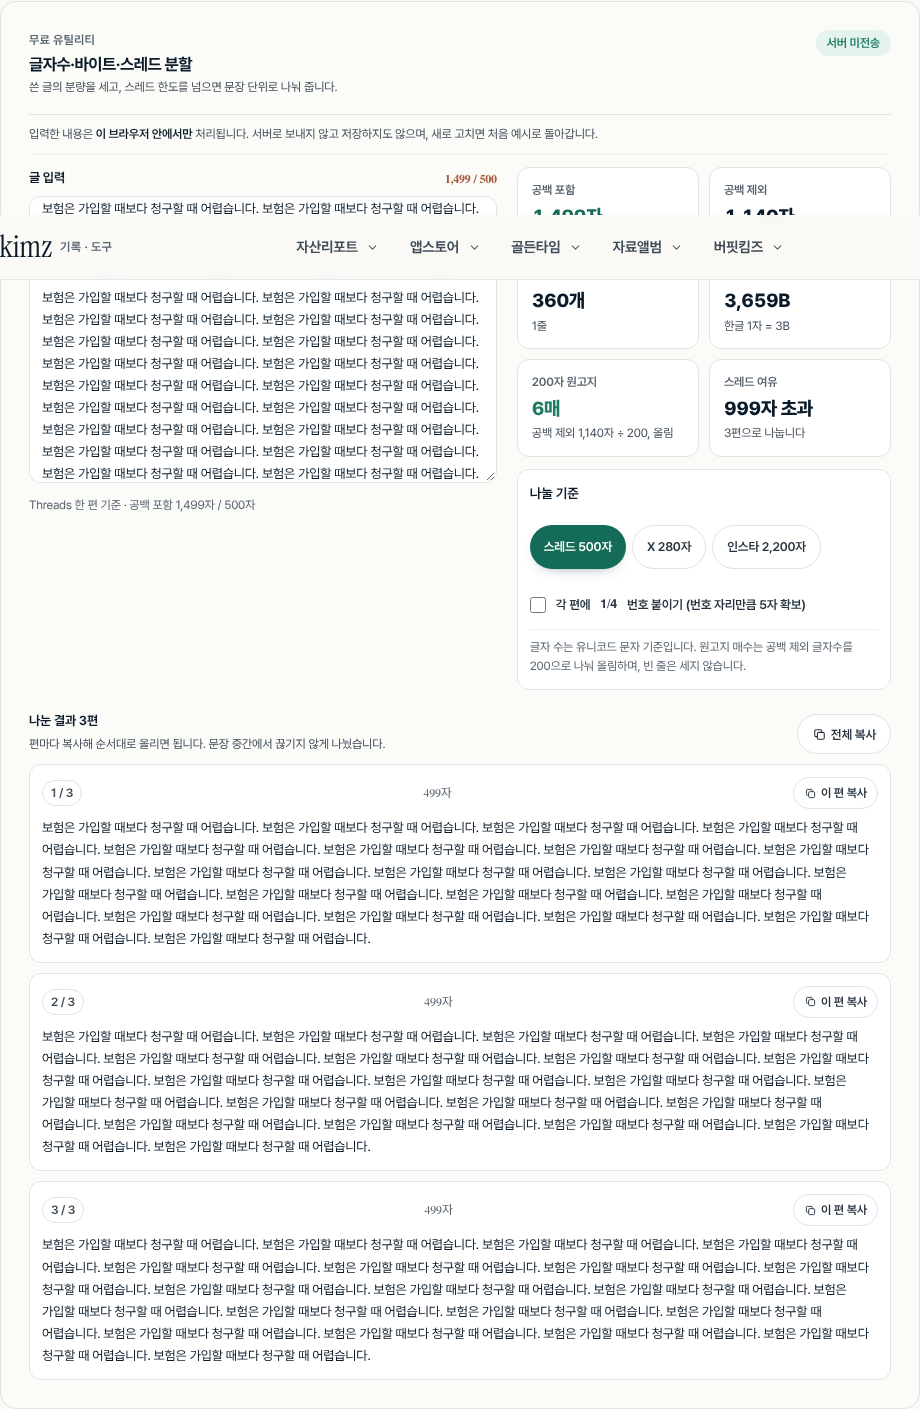 무료 유틸리티
글자수·바이트·스레드 분할
쓴 글의 분량을 세고, 스레드 한도를 넘으면 문장 단위로 나눠 줍니다.
서버 미전송
입력한 내용은 이 브라우저 안에서만 처리됩니다. 서버로 보내지 않고 저장하지도 않으며, 새로 고치면 처음 예시로 돌아갑니다.
글 입력
1,499 / 500
보험은 가입할 때보다 청구할 때 어렵습니다. 보험은 가입할 때보다 청구할 때 어렵습니다.
공백 포함
1,499자
공백 제외
1,140자
kimz 기록 · 도구
자산리포트
앱스토어
골든타임
자료앨범
버핏킴즈
보험은 가입할 때보다 청구할 때 어렵습니다. 보험은 가입할 때보다 청구할 때 어렵습니다.
보험은 가입할 때보다 청구할 때 어렵습니다. 보험은 가입할 때보다 청구할 때 어렵습니다.
보험은 가입할 때보다 청구할 때 어렵습니다. 보험은 가입할 때보다 청구할 때 어렵습니다.
보험은 가입할 때보다 청구할 때 어렵습니다. 보험은 가입할 때보다 청구할 때 어렵습니다.
보험은 가입할 때보다 청구할 때 어렵습니다. 보험은 가입할 때보다 청구할 때 어렵습니다.
보험은 가입할 때보다 청구할 때 어렵습니다. 보험은 가입할 때보다 청구할 때 어렵습니다.
보험은 가입할 때보다 청구할 때 어렵습니다. 보험은 가입할 때보다 청구할 때 어렵습니다.
보험은 가입할 때보다 청구할 때 어렵습니다. 보험은 가입할 때보다 청구할 때 어렵습니다.
보험은 가입할 때보다 청구할 때 어렵습니다. 보험은 가입할 때보다 청구할 때 어렵습니다.
Threads 한 편 기준 · 공백 포함 1,499자 / 500자
360개
1줄
3,659B
한글 1자 = 3B
200자 원고지
6매
공백 제외 1,140자 ÷ 200, 올림
스레드 여유
999자 초과
3편으로 나눕니다
나눌 기준
스레드 500자
X 280자
인스타 2,200자
각 편에 1/4 번호 붙이기 (번호 자리만큼 5자 확보)
글자 수는 유니코드 문자 기준입니다. 원고지 매수는 공백 제외 글자수를
200으로 나눠 올림하며, 빈 줄은 세지 않습니다.
나눈 결과 3편
편마다 복사해 순서대로 올리면 됩니다. 문장 중간에서 끊기지 않게 나눴습니다.
전체 복사
1 / 3
499자
이 편 복사
보험은 가입할 때보다 청구할 때 어렵습니다. 보험은 가입할 때보다 청구할 때 어렵습니다. 보험은 가입할 때보다 청구할 때 어렵습니다. 보험은 가입할 때보다 청구할 때
어렵습니다. 보험은 가입할 때보다 청구할 때 어렵습니다. 보험은 가입할 때보다 청구할 때 어렵습니다. 보험은 가입할 때보다 청구할 때 어렵습니다. 보험은 가입할 때보다
청구할 때 어렵습니다. 보험은 가입할 때보다 청구할 때 어렵습니다. 보험은 가입할 때보다 청구할 때 어렵습니다. 보험은 가입할 때보다 청구할 때 어렵습니다. 보험은
가입할 때보다 청구할 때 어렵습니다. 보험은 가입할 때보다 청구할 때 어렵습니다. 보험은 가입할 때보다 청구할 때 어렵습니다. 보험은 가입할 때보다 청구할 때
어렵습니다. 보험은 가입할 때보다 청구할 때 어렵습니다. 보험은 가입할 때보다 청구할 때 어렵습니다. 보험은 가입할 때보다 청구할 때 어렵습니다. 보험은 가입할 때보다
청구할 때 어렵습니다. 보험은 가입할 때보다 청구할 때 어렵습니다.
2 / 3
499자
이 편 복사
보험은 가입할 때보다 청구할 때 어렵습니다. 보험은 가입할 때보다 청구할 때 어렵습니다. 보험은 가입할 때보다 청구할 때 어렵습니다. 보험은 가입할 때보다 청구할 때
어렵습니다. 보험은 가입할 때보다 청구할 때 어렵습니다. 보험은 가입할 때보다 청구할 때 어렵습니다. 보험은 가입할 때보다 청구할 때 어렵습니다. 보험은 가입할 때보다
청구할 때 어렵습니다. 보험은 가입할 때보다 청구할 때 어렵습니다. 보험은 가입할 때보다 청구할 때 어렵습니다. 보험은 가입할 때보다 청구할 때 어렵습니다. 보험은
가입할 때보다 청구할 때 어렵습니다. 보험은 가입할 때보다 청구할 때 어렵습니다. 보험은 가입할 때보다 청구할 때 어렵습니다. 보험은 가입할 때보다 청구할 때
어렵습니다. 보험은 가입할 때보다 청구할 때 어렵습니다. 보험은 가입할 때보다 청구할 때 어렵습니다. 보험은 가입할 때보다 청구할 때 어렵습니다. 보험은 가입할 때보다
청구할 때 어렵습니다. 보험은 가입할 때보다 청구할 때 어렵습니다.
3 / 3
499자
이 편 복사
보험은 가입할 때보다 청구할 때 어렵습니다. 보험은 가입할 때보다 청구할 때 어렵습니다. 보험은 가입할 때보다 청구할 때 어렵습니다. 보험은 가입할 때보다 청구할 때
어렵습니다. 보험은 가입할 때보다 청구할 때 어렵습니다. 보험은 가입할 때보다 청구할 때 어렵습니다. 보험은 가입할 때보다 청구할 때 어렵습니다. 보험은 가입할 때보다
청구할 때 어렵습니다. 보험은 가입할 때보다 청구할 때 어렵습니다. 보험은 가입할 때보다 청구할 때 어렵습니다. 보험은 가입할 때보다 청구할 때 어렵습니다. 보험은
가입할 때보다 청구할 때 어렵습니다. 보험은 가입할 때보다 청구할 때 어렵습니다. 보험은 가입할 때보다 청구할 때 어렵습니다. 보험은 가입할 때보다 청구할 때
어렵습니다. 보험은 가입할 때보다 청구할 때 어렵습니다. 보험은 가입할 때보다 청구할 때 어렵습니다. 보험은 가입할 때보다 청구할 때 어렵습니다. 보험은 가입할 때보다
청구할 때 어렵습니다. 보험은 가입할 때보다 청구할 때 어렵습니다.